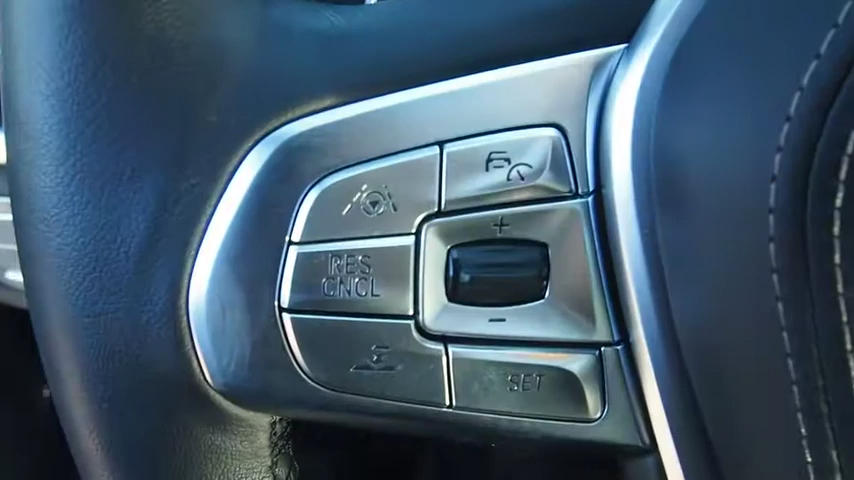 +
RES
CNCL
-
SET